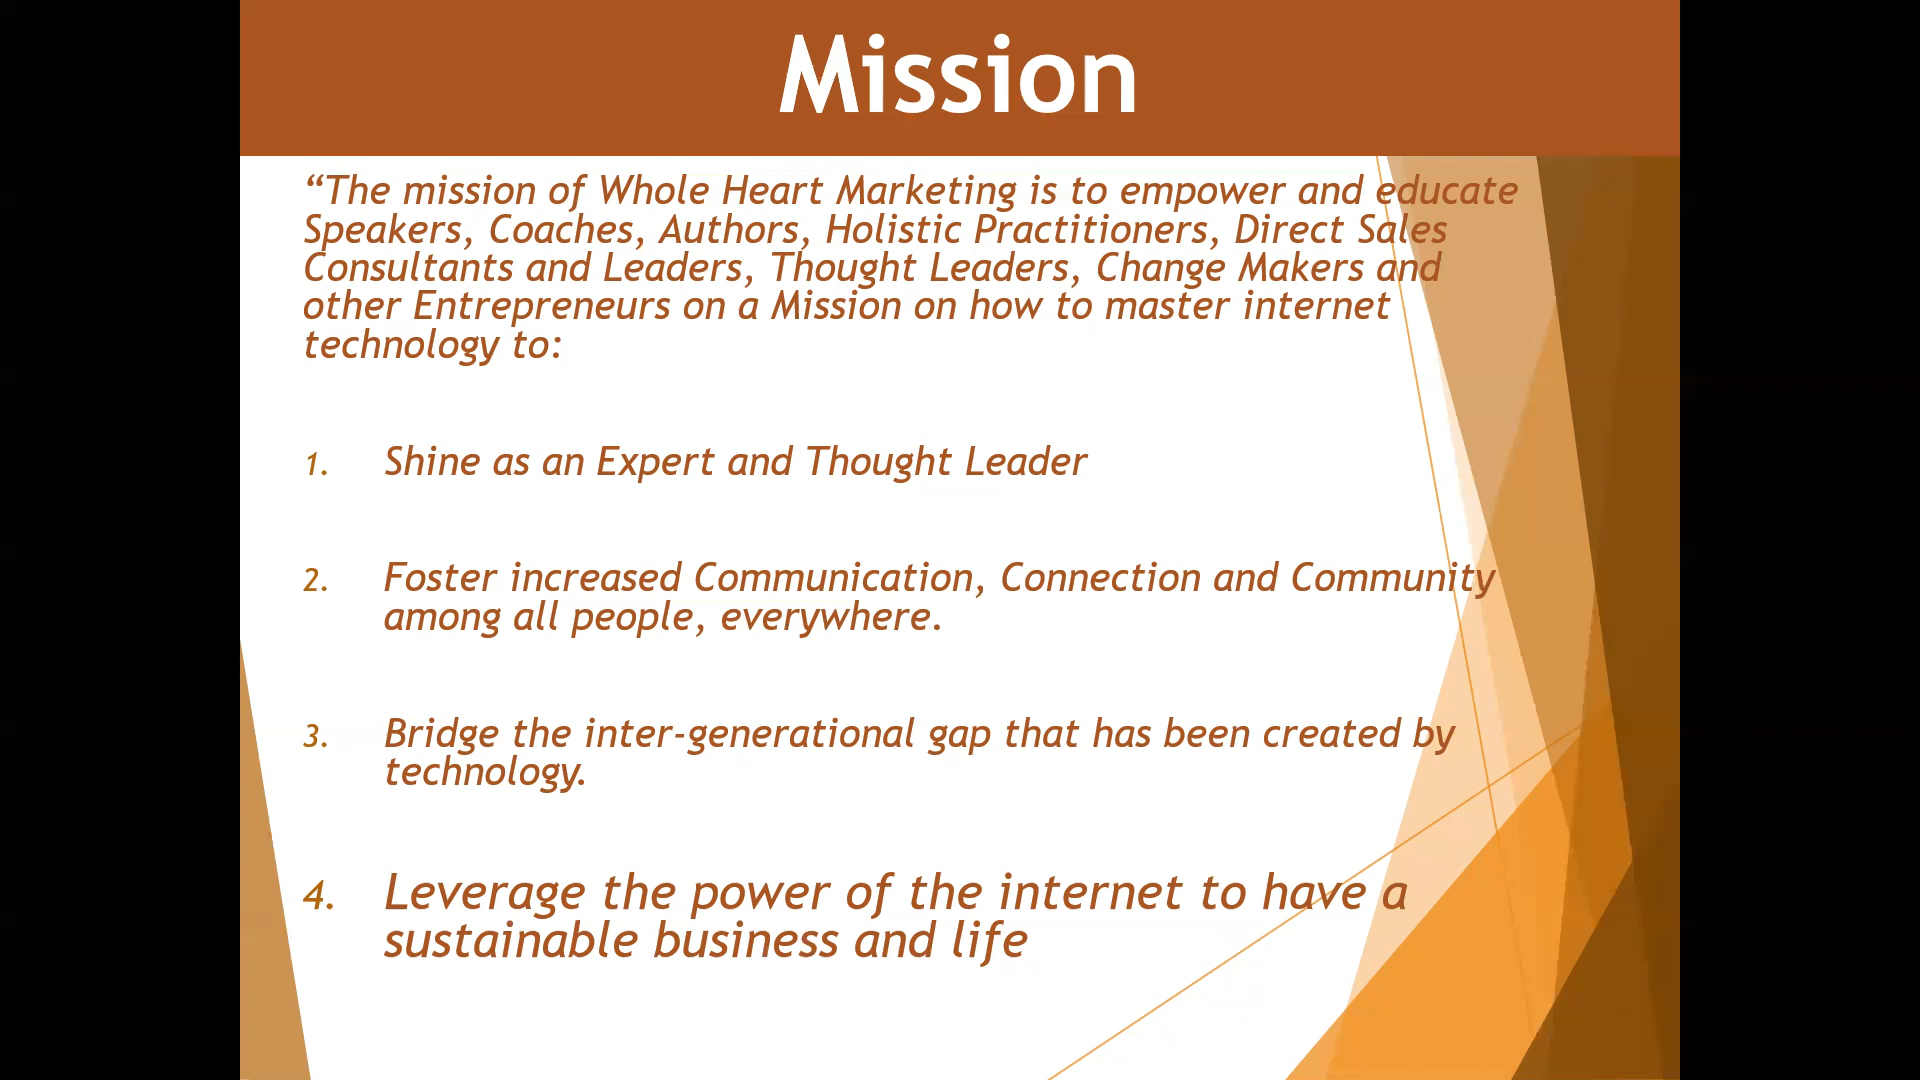 Mission
“The mission of Whole Heart Marketing is to empower and educate
Speakers, Coaches, Authors, Holistic Practitioners, Direct Sales
Consultants and Leaders, Thought Leaders, Change Makers and
other Entrepreneurs on a Mission on how to master internet
technology to:
1. Shine as an Expert and Thought Leader
2. Foster increased Communication, Connection and Community
among all people, everywhere.
3. Bridge the inter-generational gap that has been created by
technology.
4. Leverage the power of the internet to have a
sustainable business and life